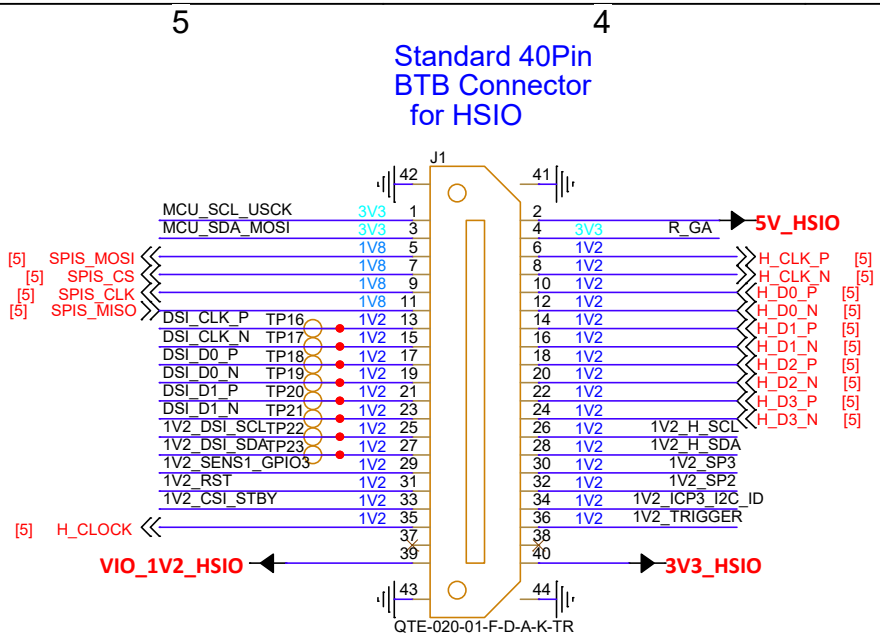 5 4
Standard 40Pin
BTB Connector
for HSIO
J1
42 41
MCU_SCL_USCK 3V3 1 2 5V_HSIO
MCU_SDA_MOSI 3V3 3 4 3V3 R_GA
[5] SPIS_MOSI 1V8 5 6 1V2 H_CLK_P [5]
[5] SPIS_CS 1V8 7 8 1V2 H_CLK_N [5]
[5] SPIS_CLK 1V8 9 10 1V2 H_D0_P [5]
[5] SPIS_MISO 1V8 11 12 1V2 H_D0_N [5]
DSI_CLK_P TP16 1V2 13 14 1V2 H_D1_P [5]
DSI_CLK_N TP17 1V2 15 16 1V2 H_D1_N [5]
DSI_D0_P TP18 1V2 17 18 1V2 H_D2_P [5]
DSI_D0_N TP19 1V2 19 20 1V2 H_D2_N [5]
DSI_D1_P TP20 1V2 21 22 1V2 H_D3_P [5]
DSI_D1_N TP21 1V2 23 24 1V2 H_D3_N [5]
1V2_DSI_SCL TP22 1V2 25 26 1V2 1V2_H_SCL
1V2_DSI_SDA TP23 1V2 27 28 1V2 1V2_H_SDA
1V2_SENS1_GPIO3 1V2 29 30 1V2 1V2_SP3
1V2_RST 1V2 31 32 1V2 1V2_SP2
1V2_CSI_STBY 1V2 33 34 1V2 1V2_ICP3_I2C_ID
[5] H_CLOCK 1V2 35 36 1V2 1V2_TRIGGER
37 38
VIO_1V2_HSIO 39 40 3V3_HSIO
43 44
QTE-020-01-F-D-A-K-TR